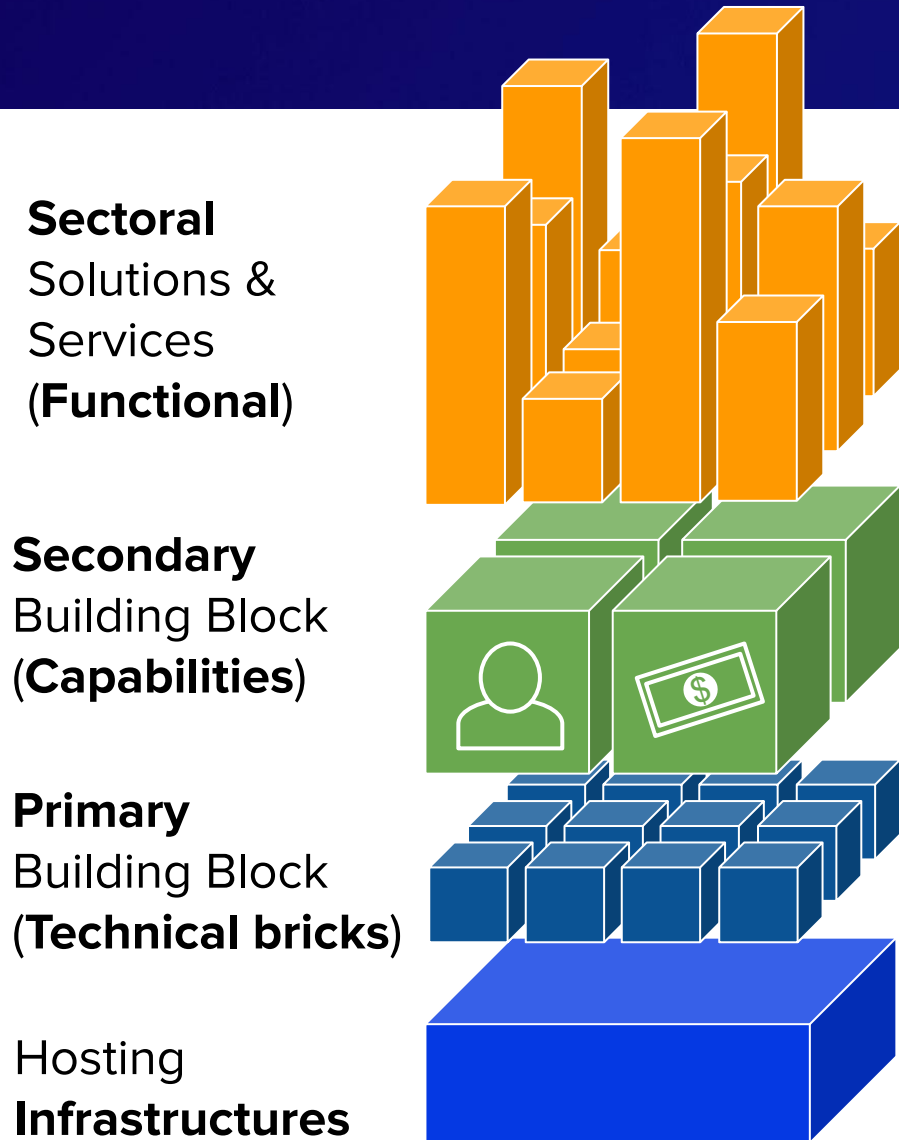 Sectoral
Solutions &
Services
(Functional)
Secondary
Building Block
(Capabilities)
$
Primary
Building Block
(Technical bricks)
Hosting
Infrastructures